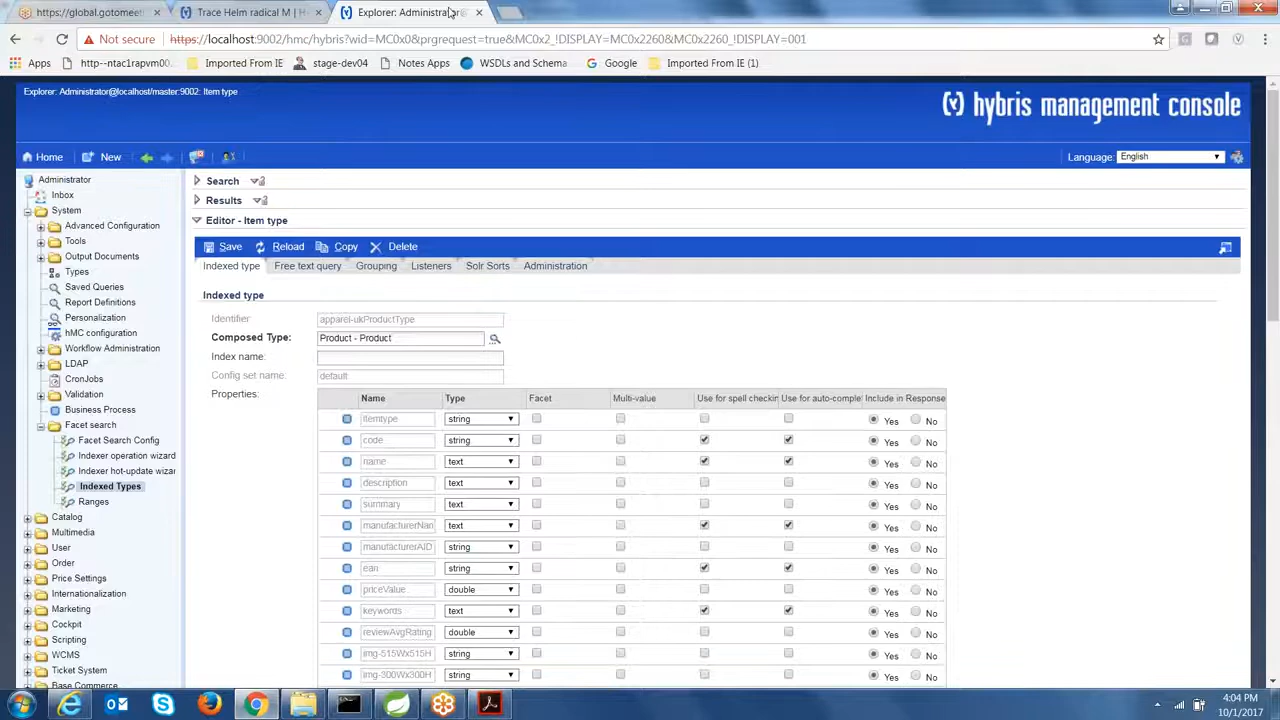 https://global.gotomeeti
Trace Helm radical M | H
Explorer: Administrator@
Not secure https://localhost:9002/hmc/hybris?wid=MC0x0&prgrequest=true&MC0x2_!DISPLAY=MC0x2260&MC0x2260_!DISPLAY=001
Apps http--ntac1rapvm00 Imported From IE stage-dev04 Notes Apps WSDLs and Schema Google Imported From IE (1)
Explorer: Administrator@localhost/master:9002: Item type
(y) hybris management console
Home New Language: English
Administrator
Inbox
System
Advanced Configuration
Tools
Output Documents
Types
Saved Queries
Report Definitions
Personalization
hMC configuration
Workflow Administration
LDAP
CronJobs
Validation
Business Process
Facet search
Facet Search Config
Indexer operation wizard
Indexer hot-update wizar
Indexed Types
Ranges
Catalog
Multimedia
User
Order
Price Settings
Internationalization
Marketing
Cockpit
Scripting
WCMS
Ticket System
Base Commerce
Search
Results
Editor - Item type
Save Reload Copy Delete
Indexed type Free text query Grouping Listeners Solr Sorts Administration
Indexed type
Identifier: apparel-ukProductType
Composed Type: Product - Product
Index name:
Config set name: default
Properties:
Name Type Facet Multi-value Use for spell checkin Use for auto-comple Include in Response
itemtype string Yes No
code string Yes No
name text Yes No
description text Yes No
summary text Yes No
manufacturerNan text Yes No
manufacturerAID string Yes No
ean string Yes No
priceValue double Yes No
keywords text Yes No
reviewAvgRating double Yes No
img-515Wx515H string Yes No
img-300Wx300H string Yes No
4:04 PM
10/1/2017